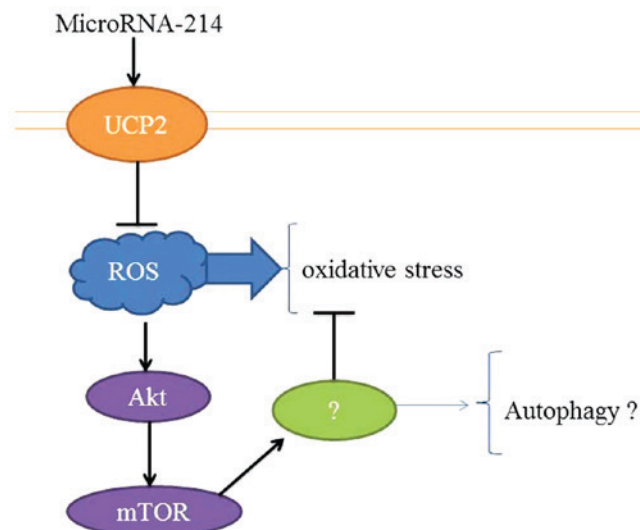 MicroRNA-214
UCP2
ROS
oxidative stress
Akt
?
Autophagy ?
mTOR